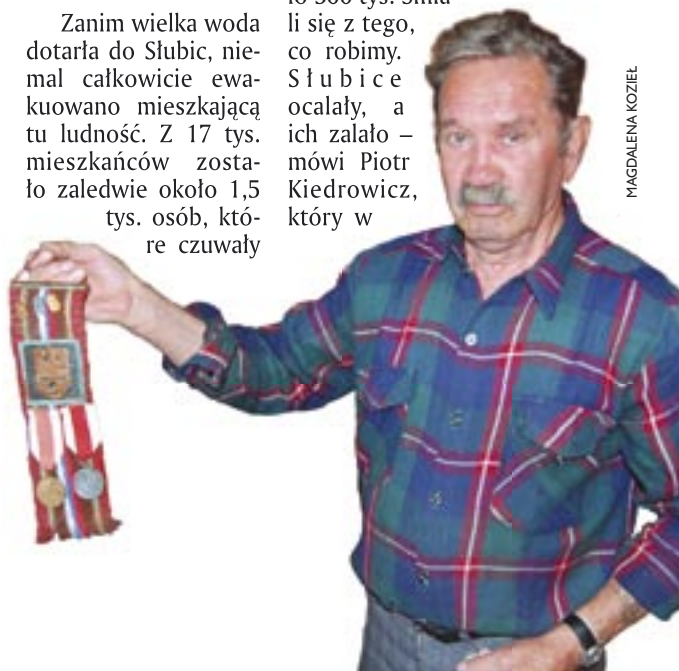 Zanim wielka woda
dotarła do Słubic, nie-
mal całkowicie ewa-
kuowano mieszkającą
tu ludność. Z 17 tys.
mieszkańców zosta-
ło zaledwie około 1,5
tys. osób, któ-
re czuwały
li się z tego,
co robimy.
Słubice
ocalały, a
ich zalało –
mówi Piotr
Kiedrowicz,
który w
MAGDALENA KOZIEŁ